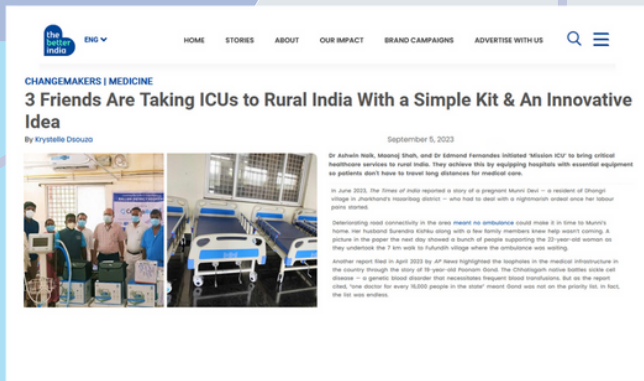 the
better
india
ENG
HOME STORIES ABOUT OUR IMPACT BRAND CAMPAIGNS ADVERTISE WITH US
CHANGEMAKERS | MEDICINE
3 Friends Are Taking ICUs to Rural India With a Simple Kit & An Innovative
Idea
By Krystelle Dsouza
September 5, 2023
Dr Ashwin Naik, Maanoj Shah, and Dr Edmond Fernandes initiated 'Mission ICU' to bring critical
healthcare services to rural India. They achieve this by equipping hospitals with essential equipment
so patients don't have to travel long distances for medical care.
In June 2023, The Times of India reported a story of a pregnant Munni Devi — a resident of Dhangri
village in Jharkhand's Hazaribag district — who had to deal with a nightmarish ordeal once her labour
pains started.
Deteriorating road connectivity in the area meant no ambulance could make it in time to Munni's
home. Her husband Surendra Kishku along with a few family members knew help wasn't coming. A
picture in the paper the next day showed a bunch of people supporting the 22-year-old woman as
they undertook the 7 km walk to Fufundih village where the ambulance was waiting.
Another report filed in April 2023 by AP News highlighted the loopholes in the medical infrastructure in
the country through the story of 19-year-old Poonam Gond. The Chhattisgarh native battles sickle cell
disease — a genetic blood disorder that necessitates frequent blood transfusions. But as the report
cited, "one doctor for every 16,000 people in the state" meant Gond was not on the priority list. In fact,
the list was endless.